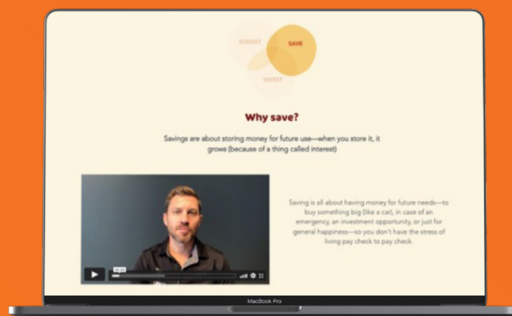 BUDGET
SAVE
INVEST
Why save?
Savings are about storing money for future use—when you store it, it
grows (because of a thing called interest)
Saving is all about having money for future needs—to
buy something big (like a car), in case of an
emergency, an investment opportunity, or just for
general happiness—so you don't have the stress of
living pay check to pay check.
MacBook Pro